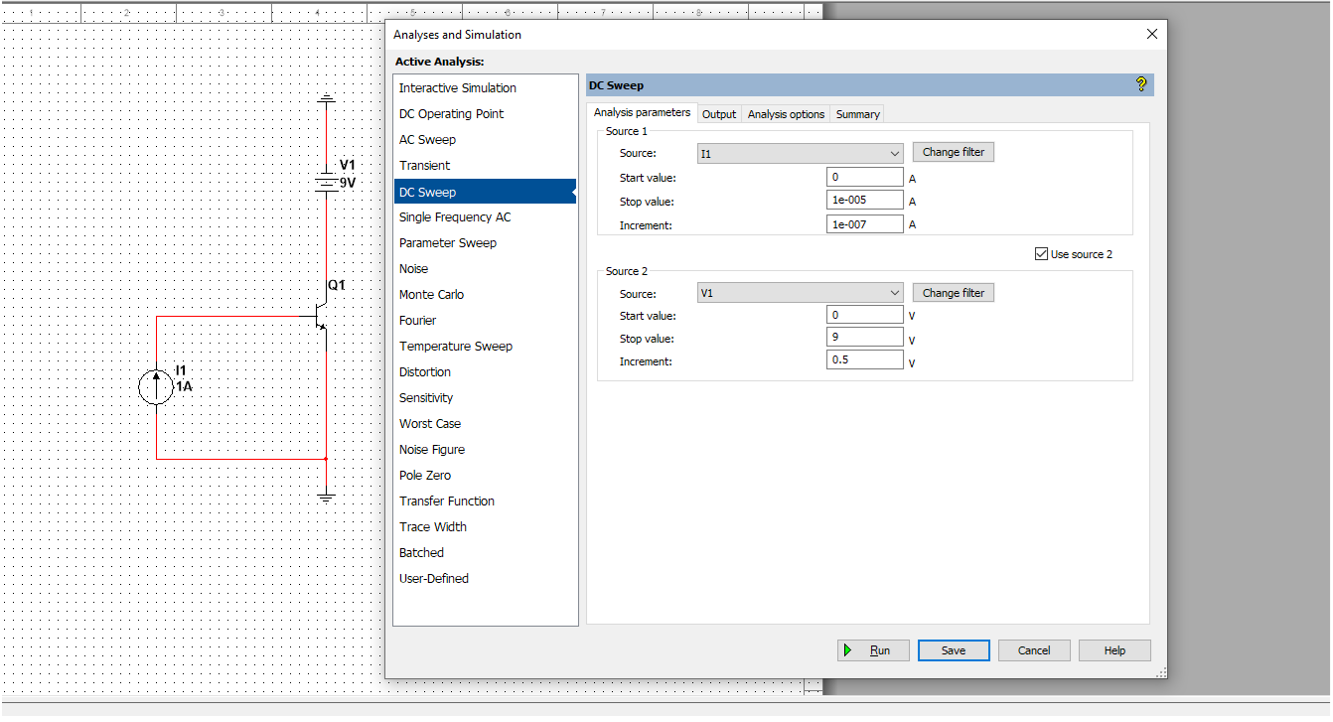 1 2 3 4 5 6 7 8
Analyses and Simulation
Active Analysis:
Interactive Simulation
DC Operating Point
AC Sweep
Transient
DC Sweep
Single Frequency AC
Parameter Sweep
Noise
Monte Carlo
Fourier
Temperature Sweep
Distortion
Sensitivity
Worst Case
Noise Figure
Pole Zero
Transfer Function
Trace Width
Batched
User-Defined
DC Sweep ?
Analysis parameters Output Analysis options Summary
Source 1
Source: I1 Change filter
Start value: 0 A
Stop value: 1e-005 A
Increment: 1e-007 A
Use source 2
Source 2
Source: V1 Change filter
Start value: 0 V
Stop value: 9 V
Increment: 0.5 V
Run Save Cancel Help
V1
9V
Q1
I1
1A